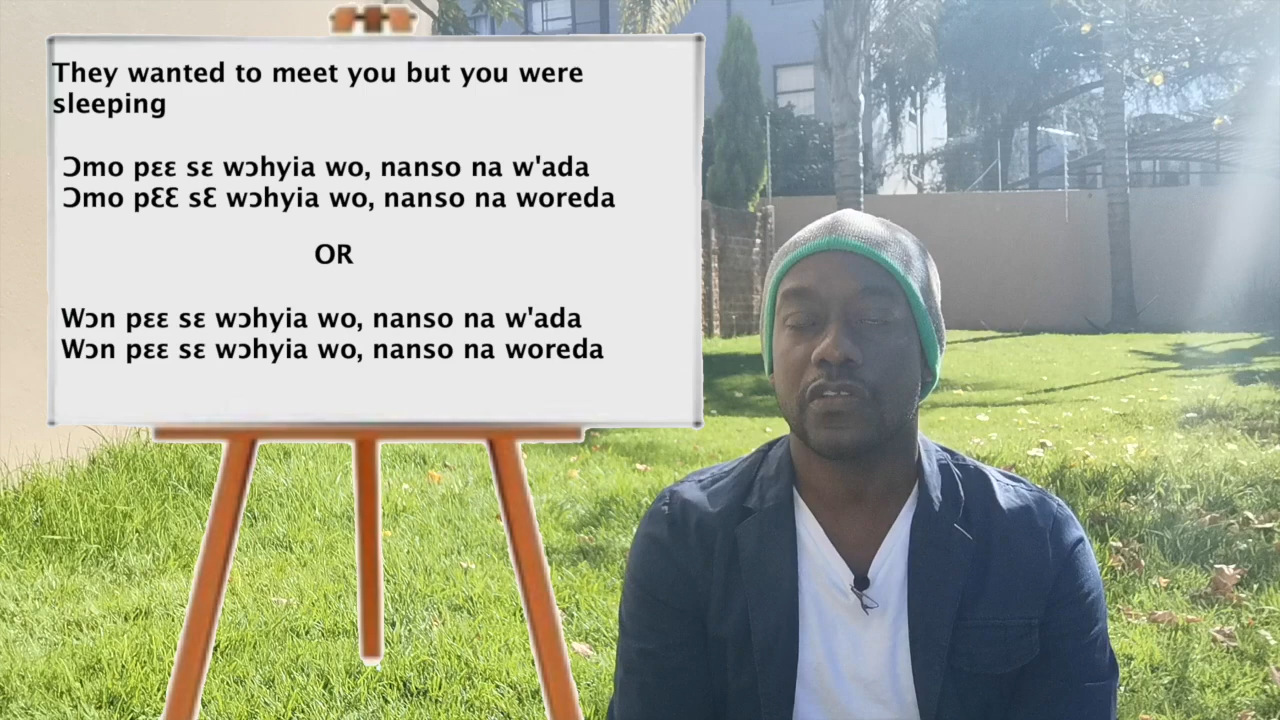 They wanted to meet you but you were
sleeping
Ɔmo pɛɛ sɛ wɔhyia wo, nanso na w'ada
Ɔmo pƐƐ sƐ wɔhyia wo, nanso na woreda
OR
Wɔn pɛɛ sɛ wɔhyia wo, nanso na w'ada
Wɔn pɛɛ sɛ wɔhyia wo, nanso na woreda